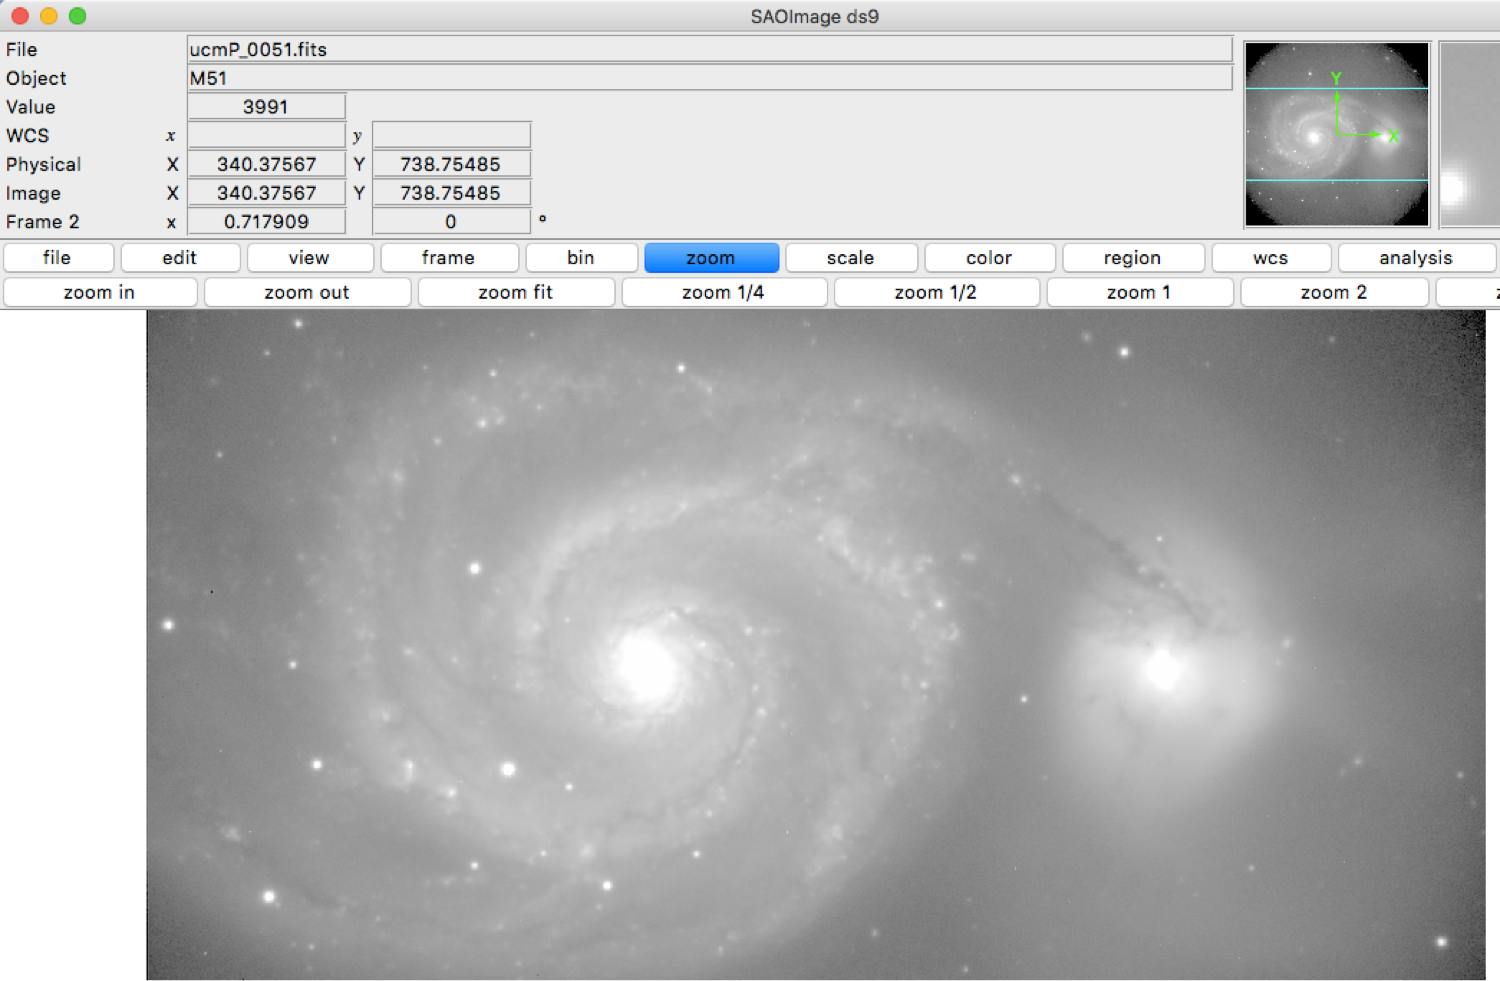 SAOImage ds9
File ucmP_0051.fits
Object M51
Value 3991
WCS x y
Physical X 340.37567 Y 738.75485
Image X 340.37567 Y 738.75485
Frame 2 x 0.717909 0 °
file edit view frame bin zoom scale color region wcs analysis
zoom in zoom out zoom fit zoom 1/4 zoom 1/2 zoom 1 zoom 2
Y
X